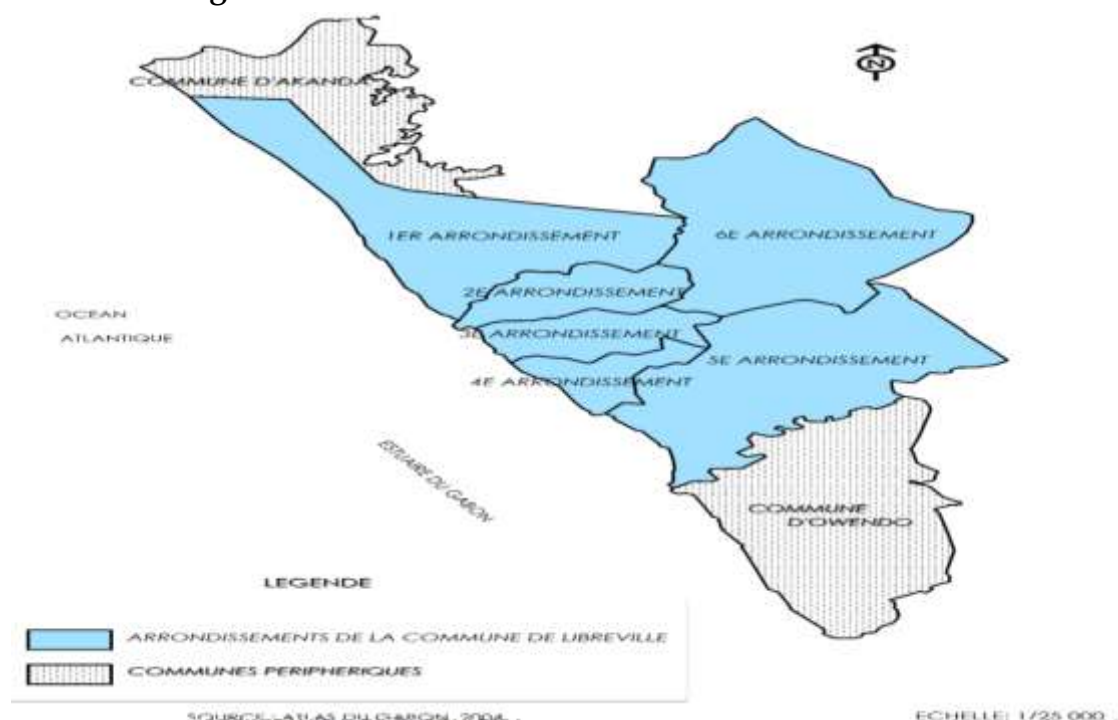 COMMUNE D'AKANDA
N
1ER ARRONDISSEMENT
6E ARRONDISSEMENT
2E ARRONDISSEMENT
OCEAN
ATLANTIQUE
3E ARRONDISSEMENT
5E ARRONDISSEMENT
4E ARRONDISSEMENT
ESTUAIRE DU GABON
COMMUNE
D'OWENDO
LEGENDE
ARRONDISSEMENTS DE LA COMMUNE DE LIBREVILLE
COMMUNES PERIPHERIQUES
SOURCE: ATLAS DU GABON, 2004
ECHELLE: 1/25 000